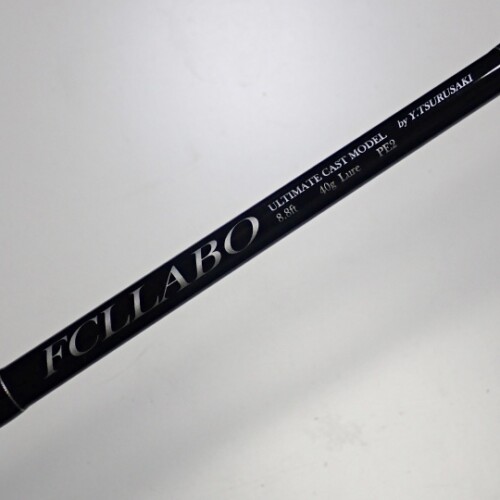 FCLLABO
ULTIMATE CAST MODEL by Y.TSURUSAKI
8.8ft 40g Lure PE2